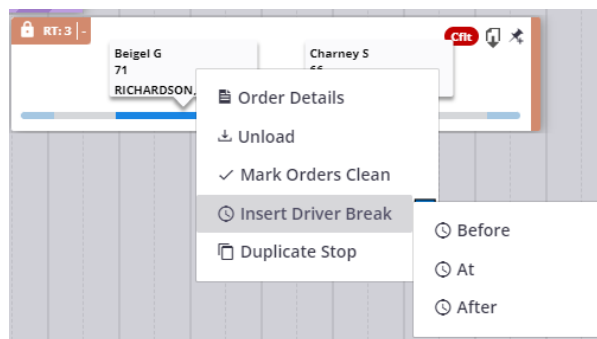 RT: 3 | -
Cflt
Beigel G
71
RICHARDSON,
Charney S
Order Details
Unload
Mark Orders Clean
Insert Driver Break
Duplicate Stop
Before
At
After